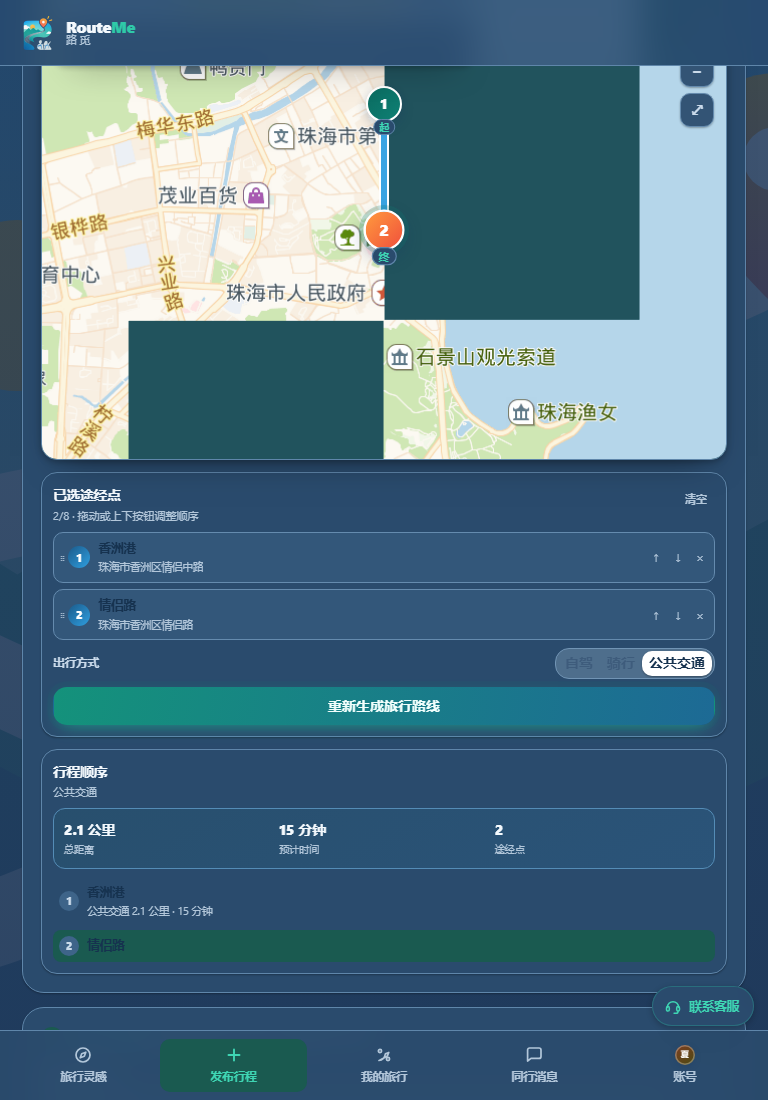 RouteMe
路觅
梅华东路
珠海市第
茂业百货
银桦路
育中心
兴业路
珠海市人民政府
石景山观光索道
珠海渔女
柠溪路
1
起
2
终
已选途经点
清空
2/8 · 拖动或上下按钮调整顺序
1
香洲港
珠海市香洲区情侣中路
↑ ↓ ×
2
情侣路
珠海市香洲区情侣路
↑ ↓ ×
出行方式
自驾 骑行 公共交通
重新生成旅行路线
行程顺序
公共交通
2.1 公里 15 分钟 2
总距离 预计时间 途经点
1
香洲港
公共交通 2.1 公里 · 15 分钟
2
情侣路
联系客服
夏
旅行灵感 发布行程 我的旅行 同行消息 账号